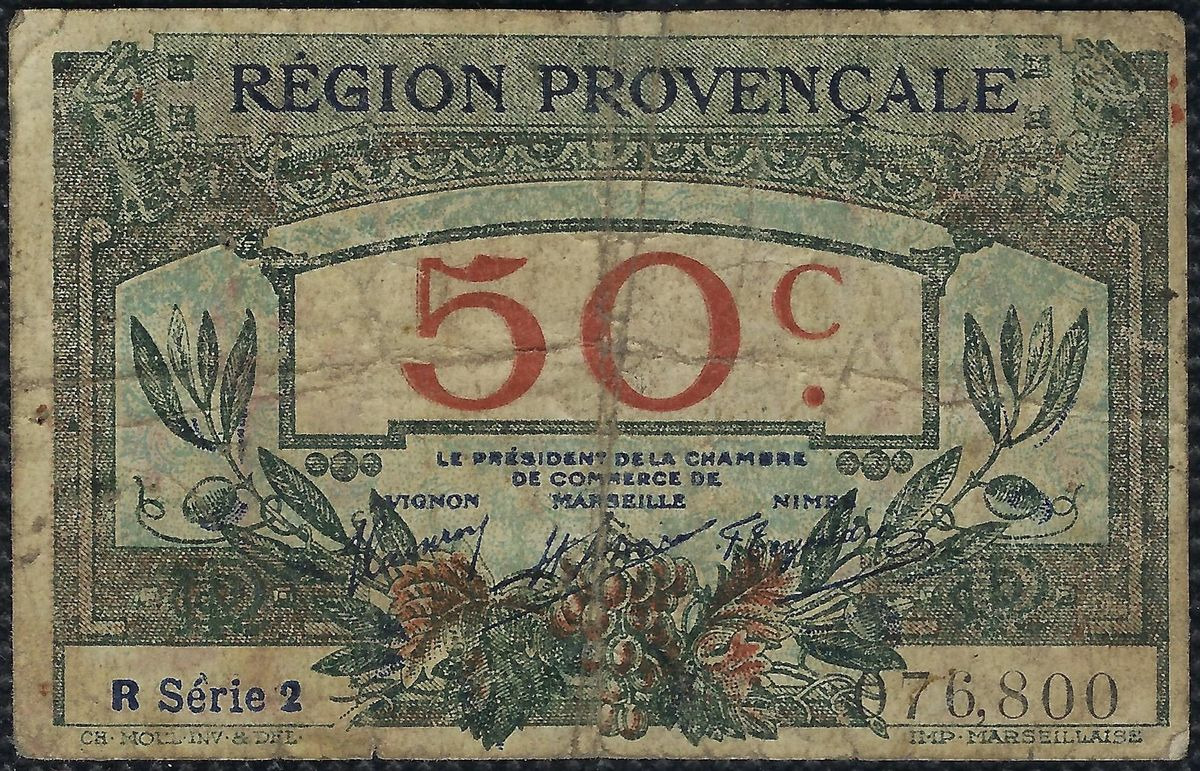 RÉGION PROVENÇALE
50 c.
LE PRÉSIDENT DE LA CHAMBRE
DE COMMERCE DE
AVIGNON MARSEILLE NIMES
R Série 2
076,800
CH. MOLL. INV. & DEL. IMP. MARSEILLAISE